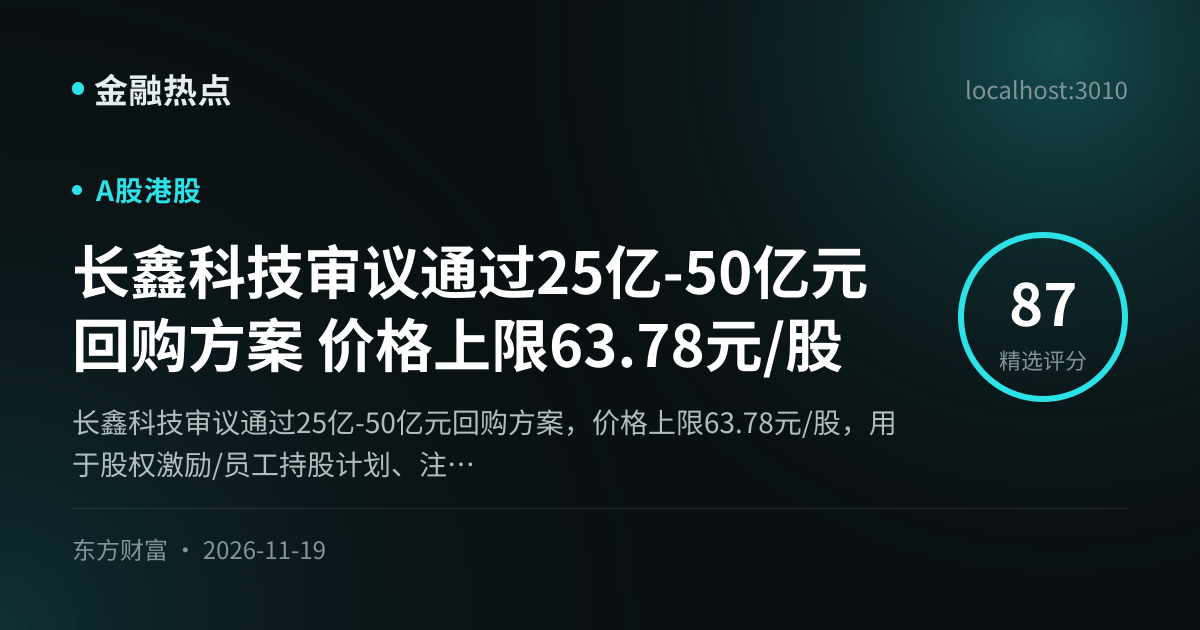 金融热点
localhost:3010
A股港股
长鑫科技审议通过25亿-50亿元
回购方案 价格上限63.78元/股
87
精选评分
长鑫科技审议通过25亿-50亿元回购方案，价格上限63.78元/股，用
于股权激励/员工持股计划、注…
东方财富 · 2026-11-19